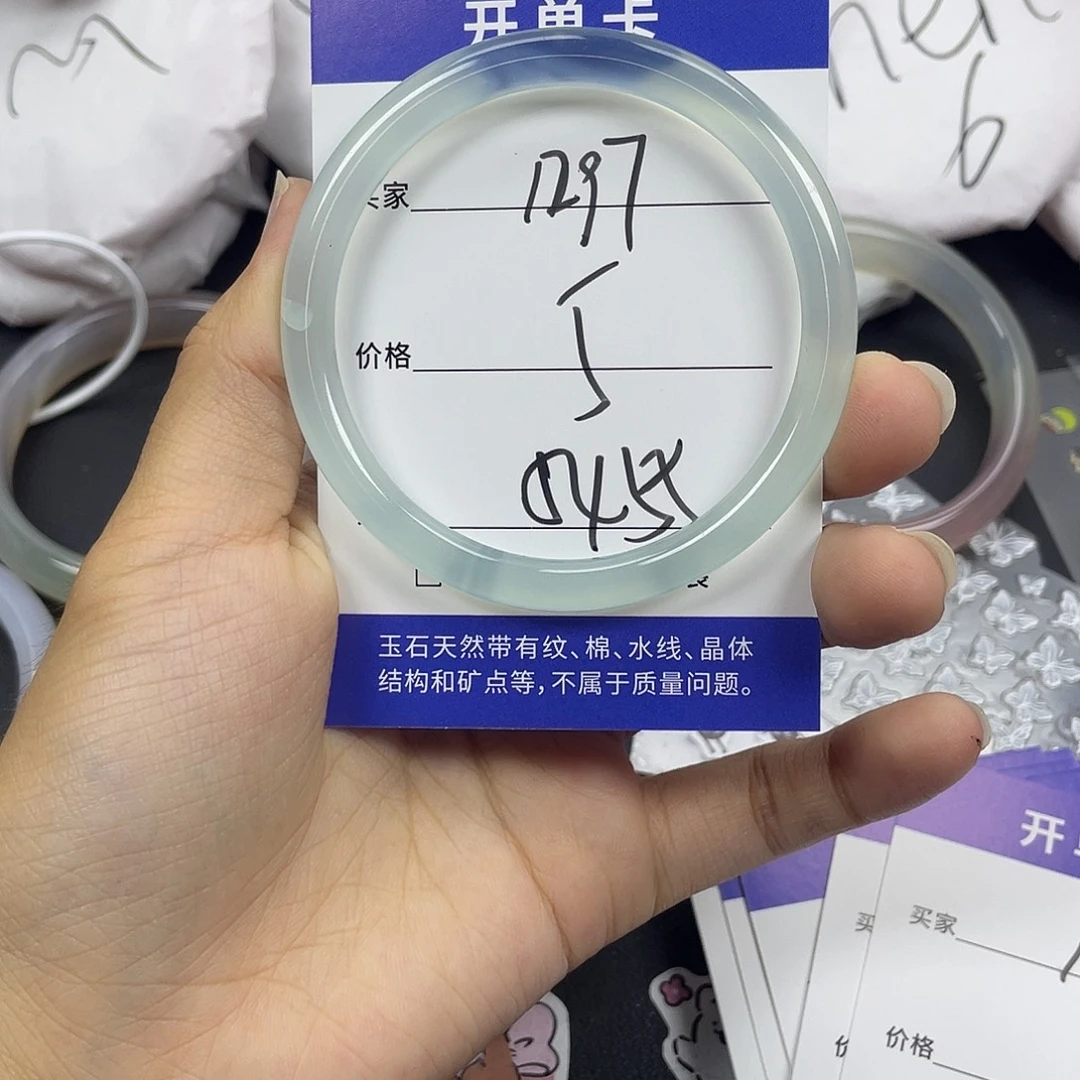 开单卡
买家 1297
价格 5
玉石天然带有纹、棉、水线、晶体
结构和矿点等，不属于质量问题。
6
开
买家
价格